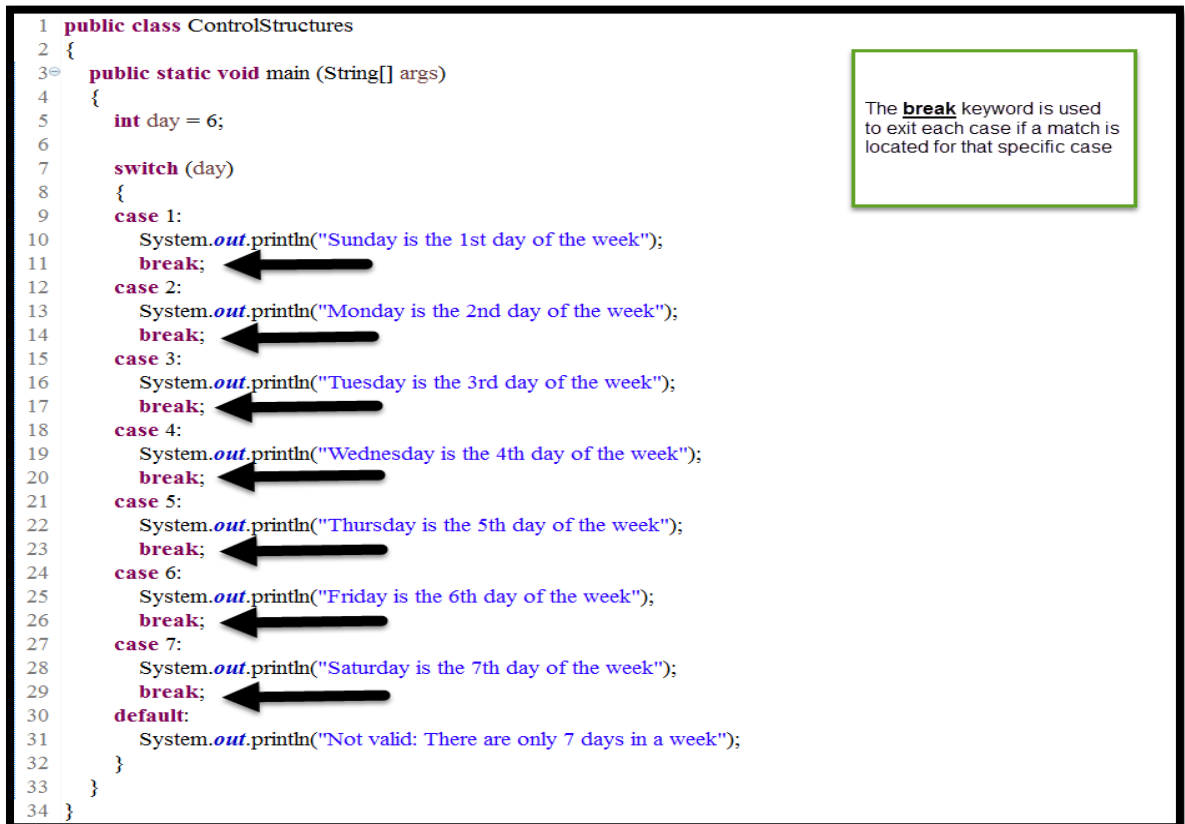 1 public class ControlStructures
2 {
3 public static void main (String[] args)
4 {
5 int day = 6;
6
7 switch (day)
8 {
9 case 1:
10 System.out.println("Sunday is the 1st day of the week");
11 break;
12 case 2:
13 System.out.println("Monday is the 2nd day of the week");
14 break;
15 case 3:
16 System.out.println("Tuesday is the 3rd day of the week");
17 break;
18 case 4:
19 System.out.println("Wednesday is the 4th day of the week");
20 break;
21 case 5:
22 System.out.println("Thursday is the 5th day of the week");
23 break;
24 case 6:
25 System.out.println("Friday is the 6th day of the week");
26 break;
27 case 7:
28 System.out.println("Saturday is the 7th day of the week");
29 break;
30 default:
31 System.out.println("Not valid: There are only 7 days in a week");
32 }
33 }
34 }
The break keyword is used
to exit each case if a match is
located for that specific case